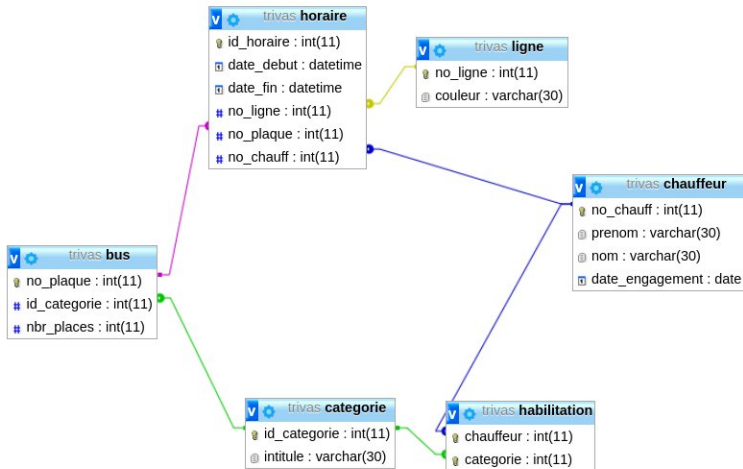 trivas horaire
id_horaire : int(11)
date_debut : datetime
date_fin : datetime
no_ligne : int(11)
no_plaque : int(11)
no_chauff : int(11)
trivas ligne
no_ligne : int(11)
couleur : varchar(30)
trivas chauffeur
no_chauff : int(11)
prenom : varchar(30)
nom : varchar(30)
date_engagement : date
trivas bus
no_plaque : int(11)
id_categorie : int(11)
nbr_places : int(11)
trivas categorie
id_categorie : int(11)
intitule : varchar(30)
trivas habilitation
chauffeur : int(11)
categorie : int(11)